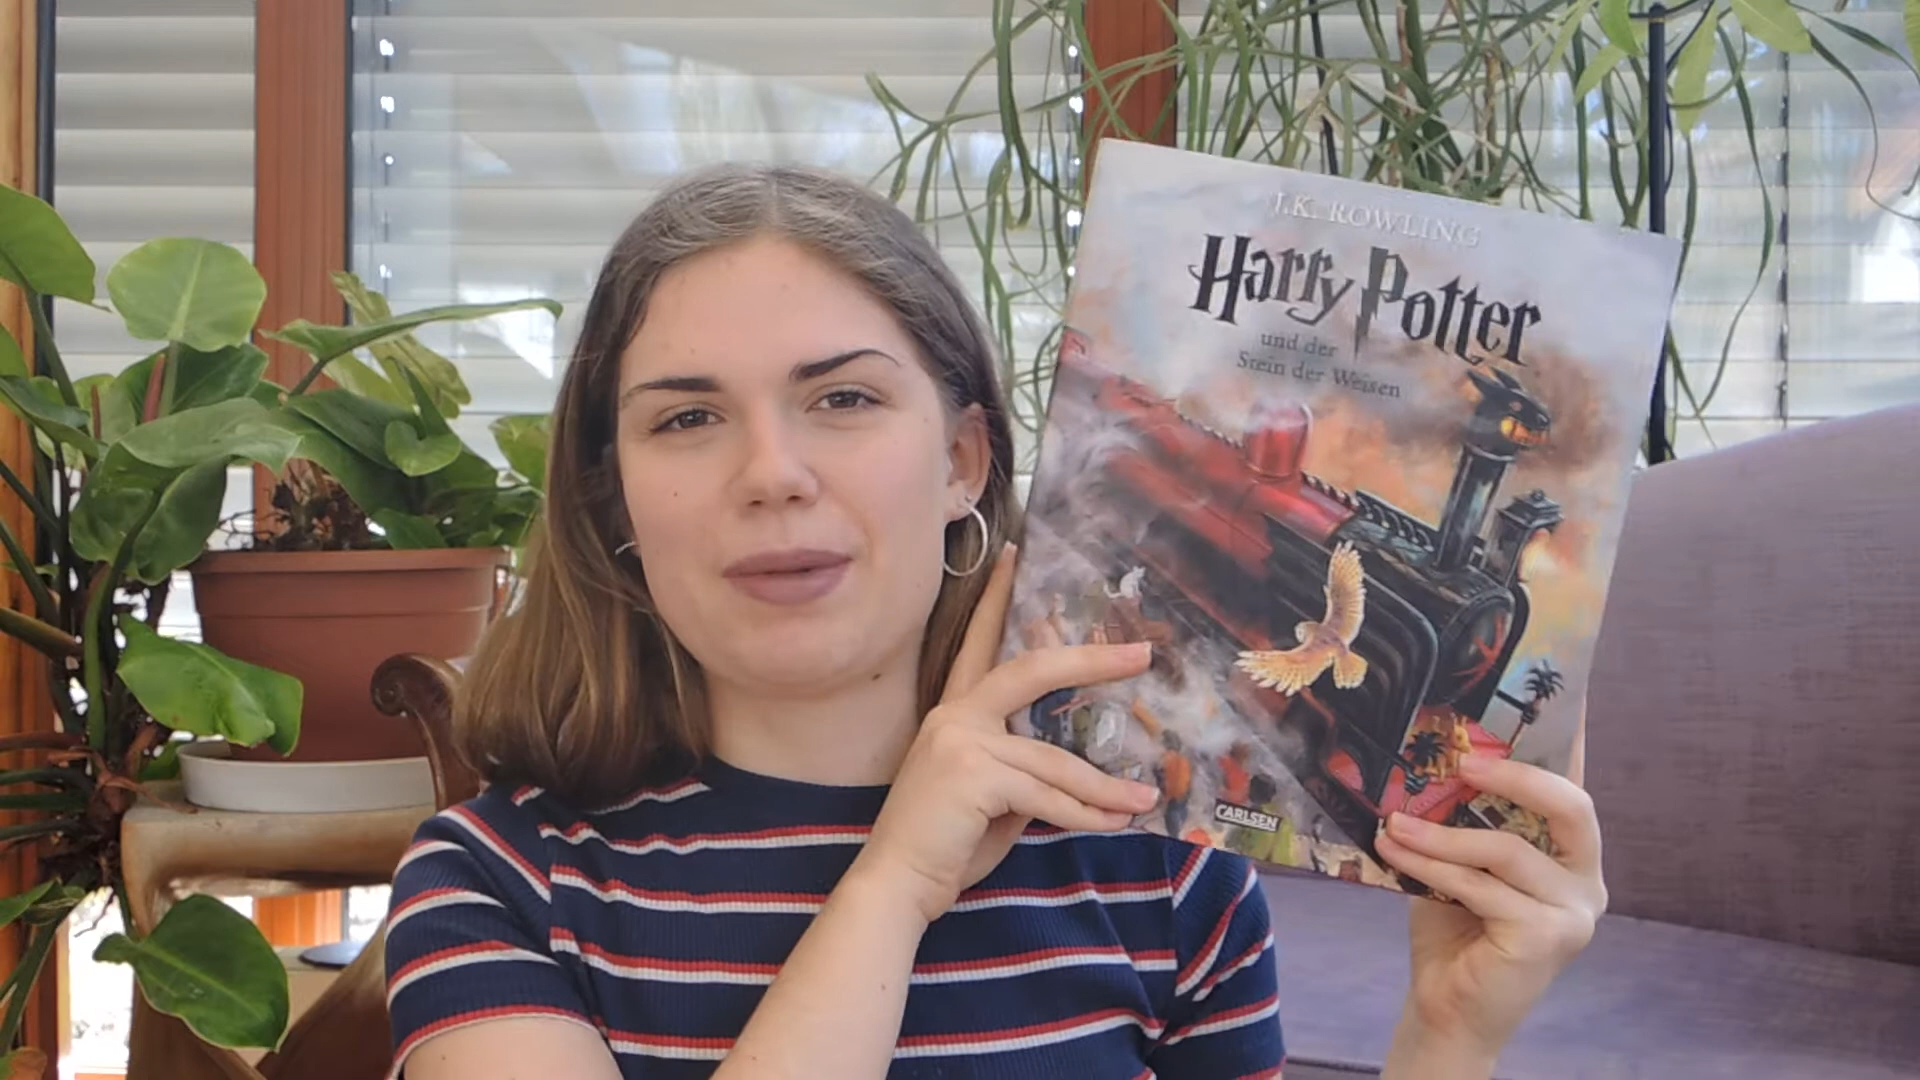 J.K. ROWLING
Harry Potter
und der
Stein der Weisen
CARLSEN